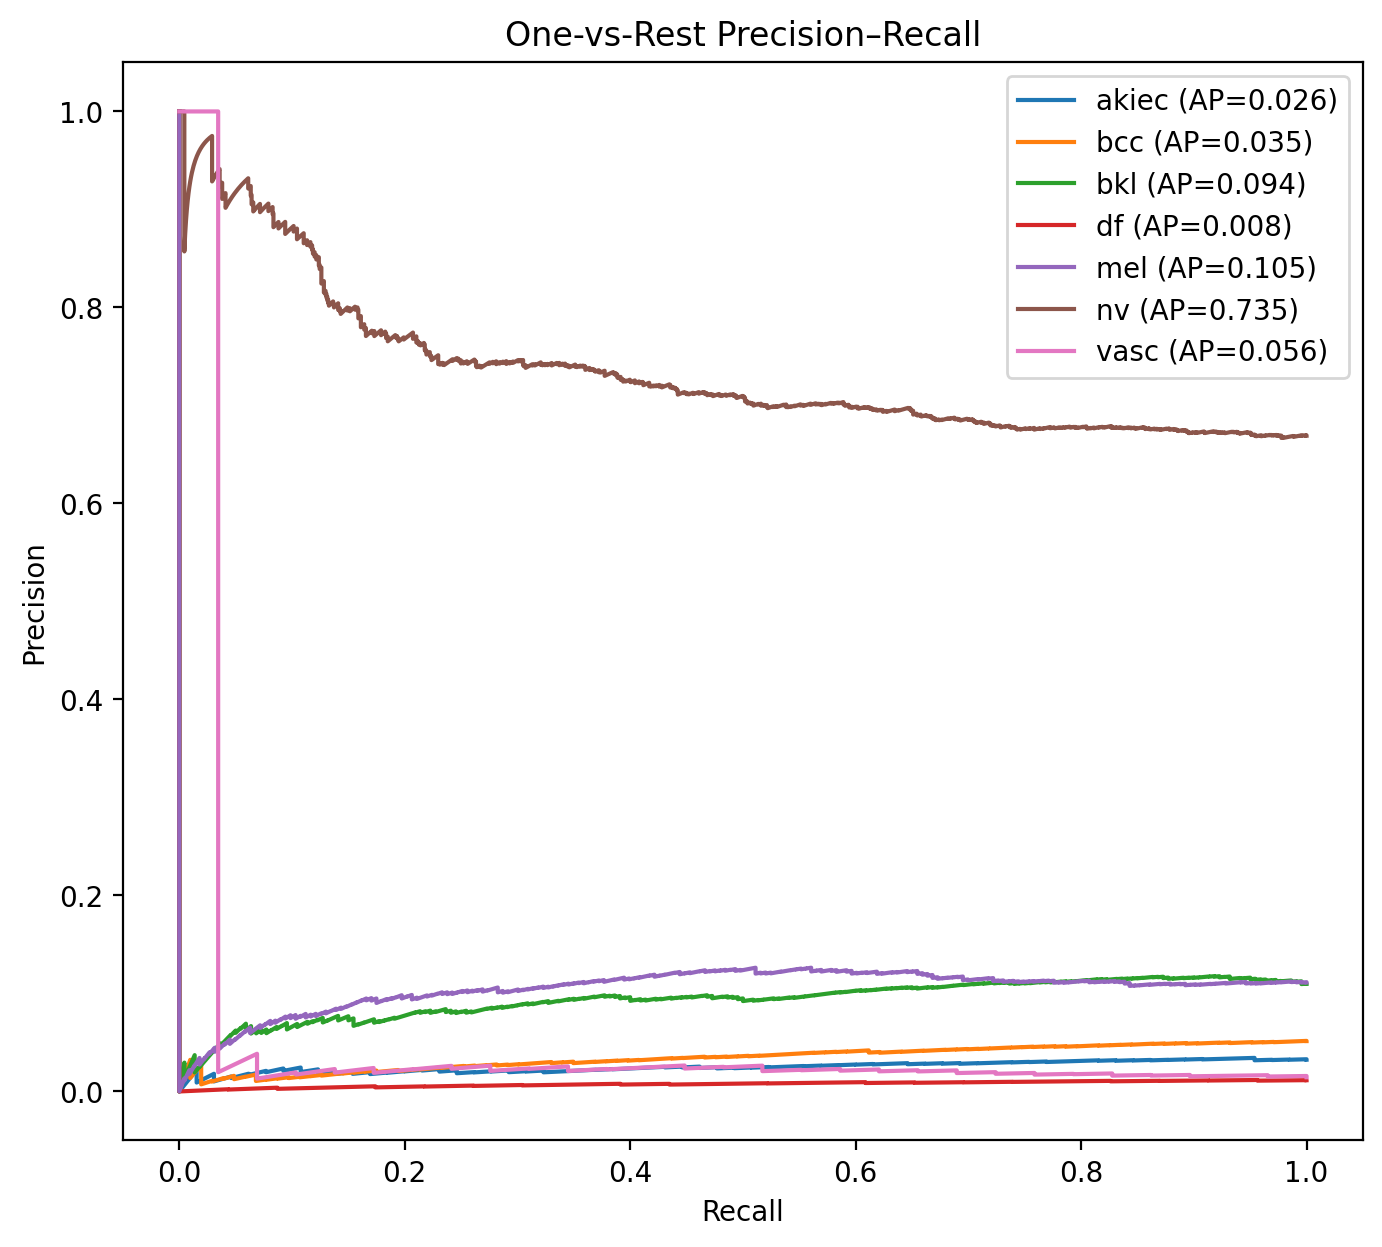 One-vs-Rest Precision–Recall
akiec (AP=0.026)
bcc (AP=0.035)
bkl (AP=0.094)
df (AP=0.008)
mel (AP=0.105)
nv (AP=0.735)
vasc (AP=0.056)
Precision
1.0
0.8
0.6
0.4
0.2
0.0
0.0 0.2 0.4 0.6 0.8 1.0
Recall